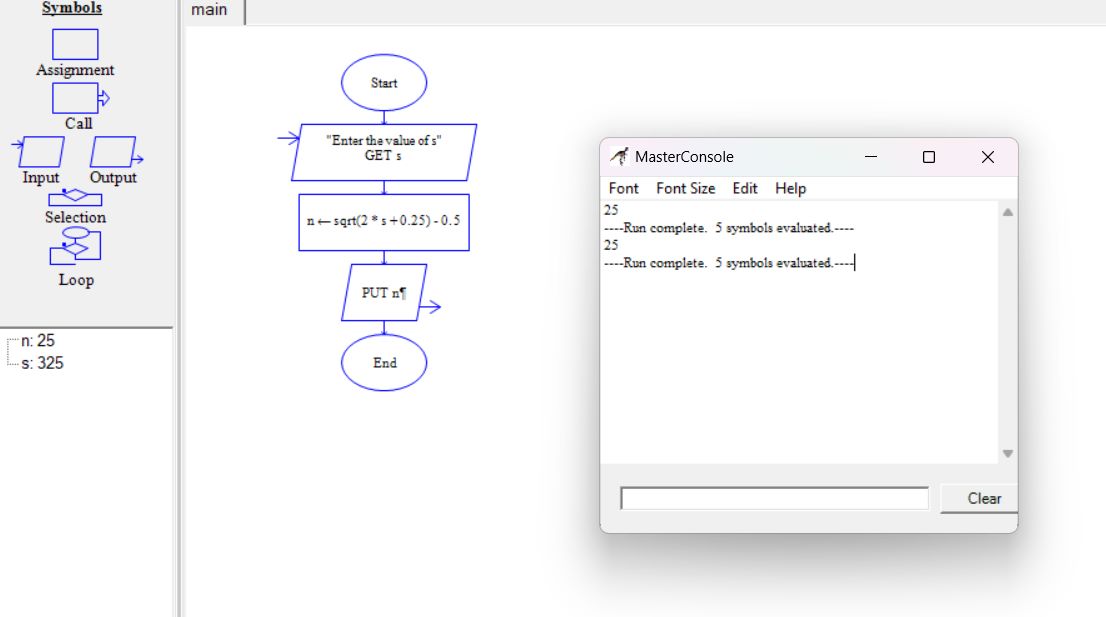 Symbols
Assignment
Call
Input
Output
Selection
Loop
n: 25
s: 325
main
Start
"Enter the value of s"
GET s
n ← sqrt(2 * s + 0.25) - 0.5
PUT n¶
End
MasterConsole
Font Font Size Edit Help
25
----Run complete. 5 symbols evaluated.----
25
----Run complete. 5 symbols evaluated.----
Clear